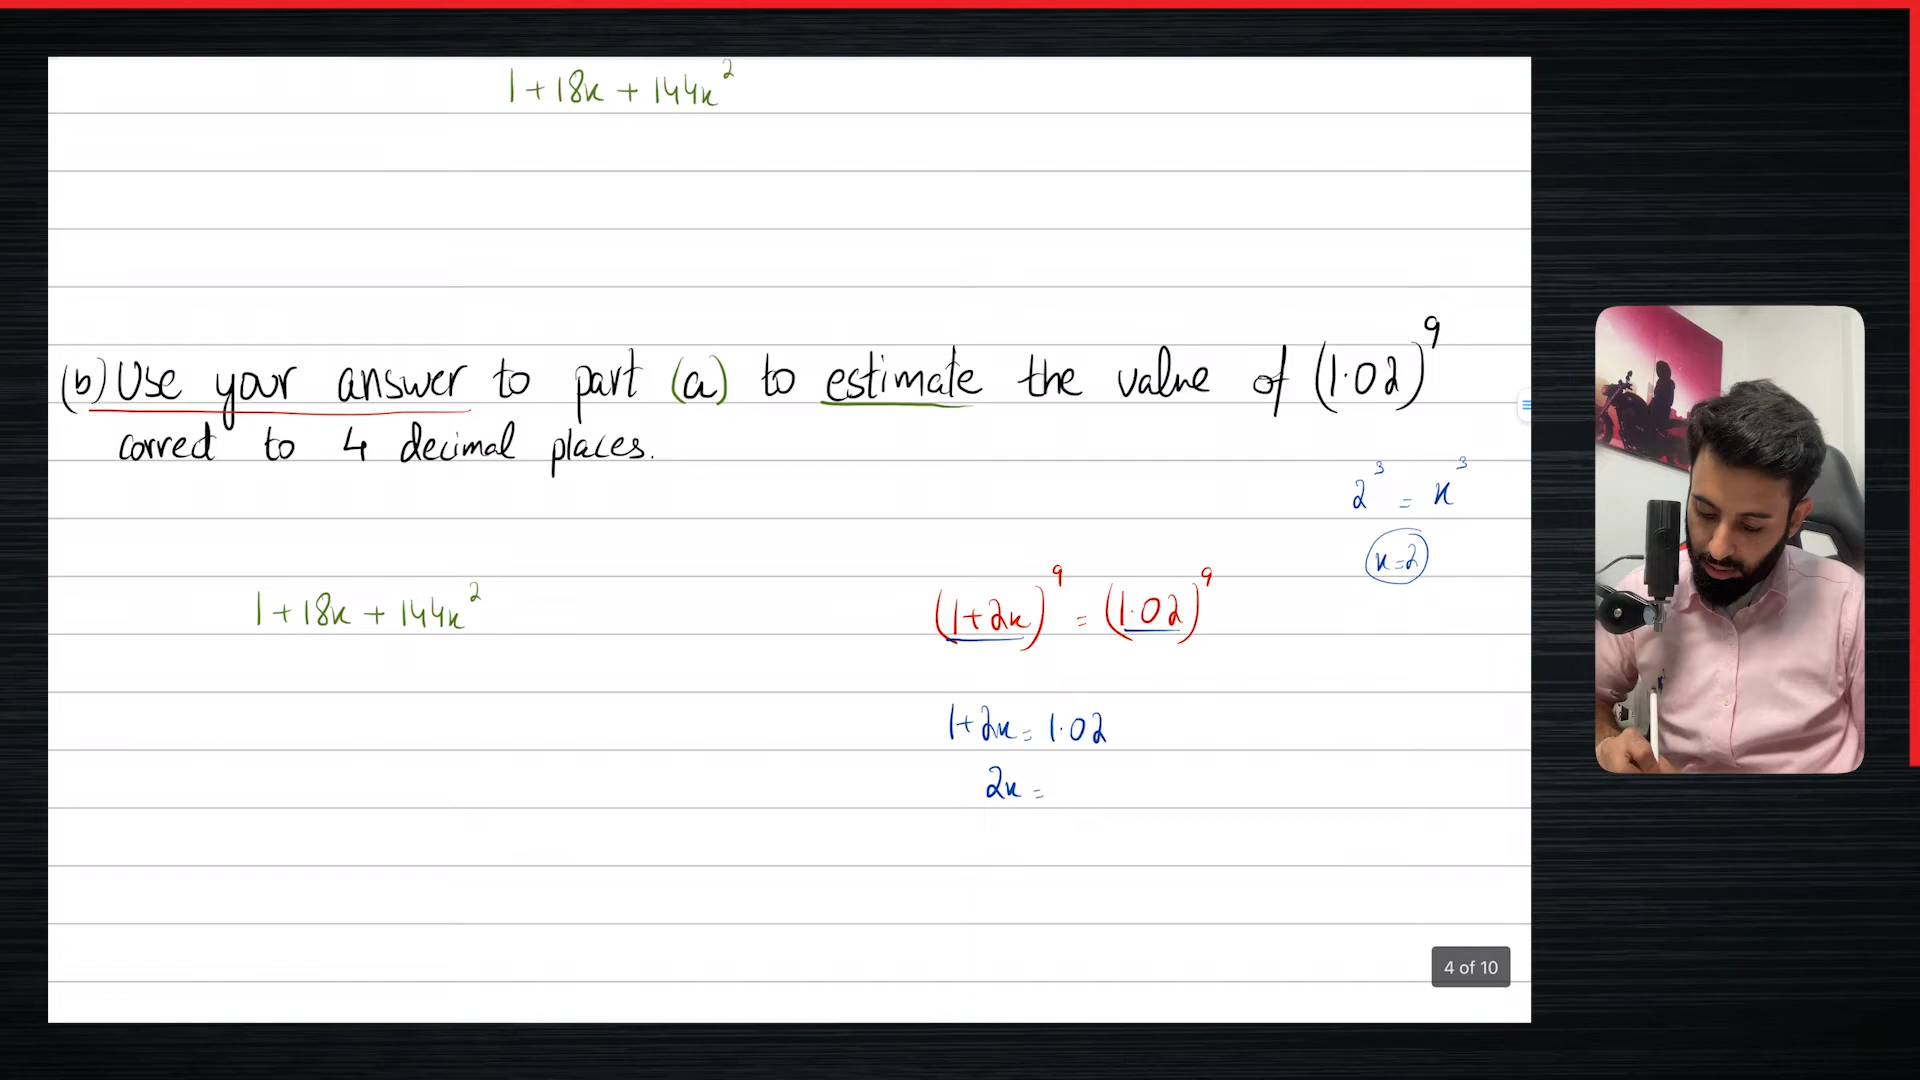 1+18x+144x²
(b) Use your answer to part (a) to estimate the value of (1.02)⁹
corred to 4 decimal places.
2³ = x³
x=2
1+18x+144x²
(1+2x)⁹ = (1.02)⁹
1+2x = 1.02
2x =
4 of 10